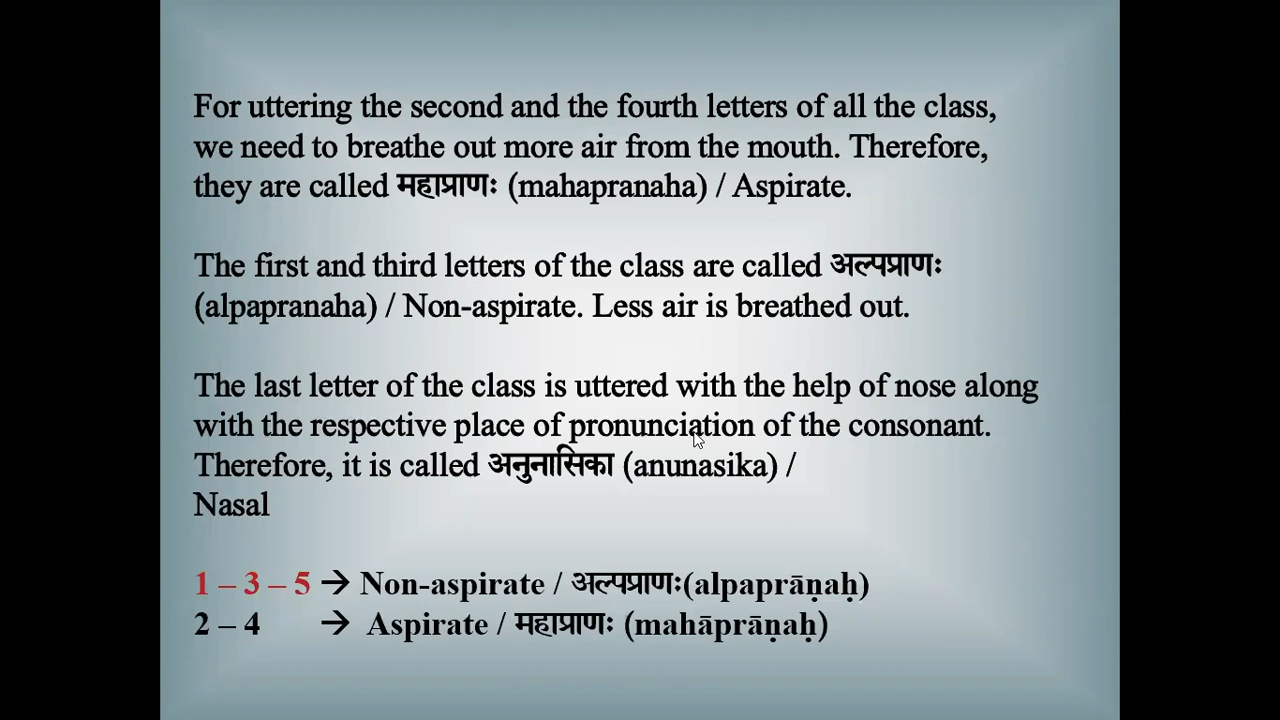 For uttering the second and the fourth letters of all the class,
we need to breathe out more air from the mouth. Therefore,
they are called महाप्राणः (mahapranaha) / Aspirate.
The first and third letters of the class are called अल्पप्राणः
(alpapranaha) / Non-aspirate. Less air is breathed out.
The last letter of the class is uttered with the help of nose along
with the respective place of pronunciation of the consonant.
Therefore, it is called अनुनासिका (anunasika) /
Nasal
1 – 3 – 5 → Non-aspirate / अल्पप्राणः(alpaprāṇaḥ)
2 – 4 → Aspirate / महाप्राणः (mahāprāṇaḥ)